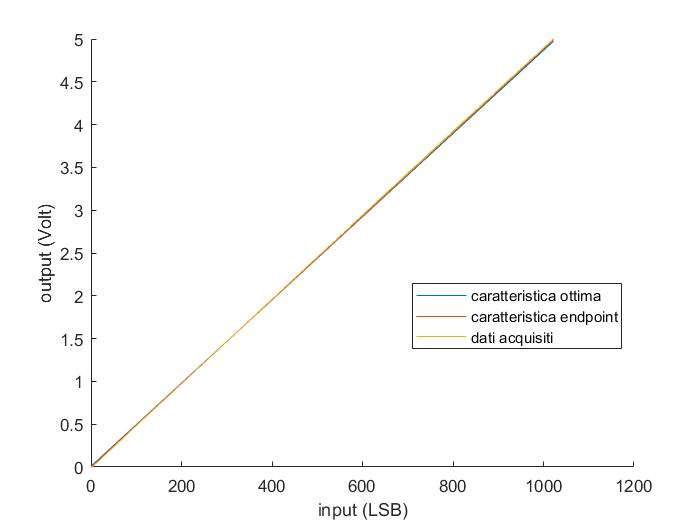 5
4.5
4
3.5
3
2.5
2
1.5
1
0.5
0
output (Volt)
caratteristica ottima
caratteristica endpoint
dati acquisiti
0 200 400 600 800 1000 1200
input (LSB)